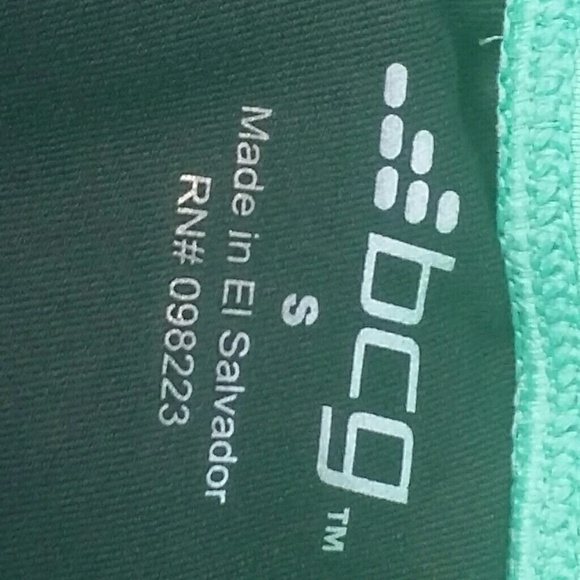 bcg™
S
Made in El Salvador
RN# 098223